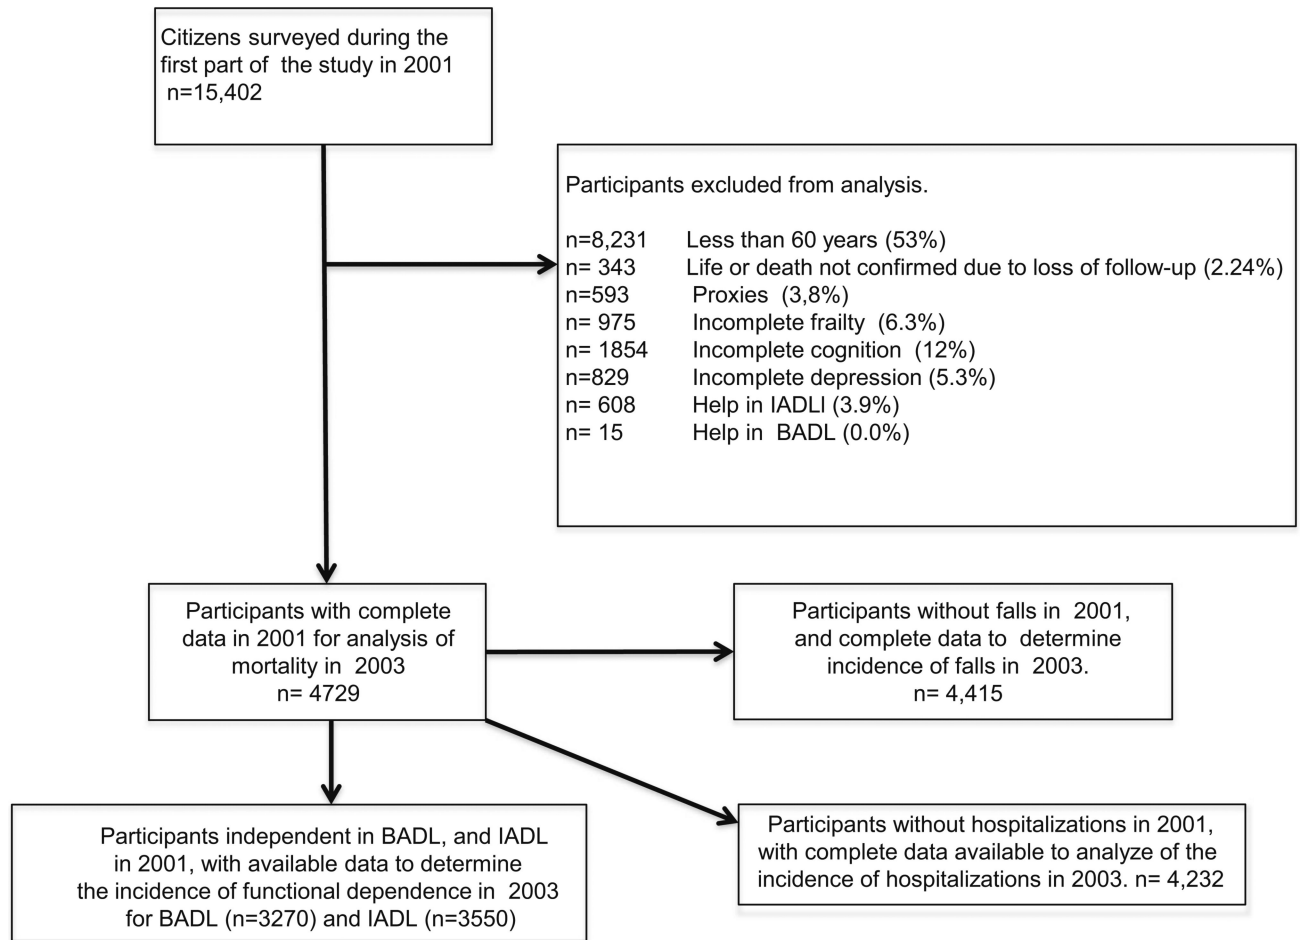 Citizens surveyed during the
first part of the study in 2001
n=15,402
Participants excluded from analysis.
n=8,231 Less than 60 years (53%)
n= 343 Life or death not confirmed due to loss of follow-up (2.24%)
n=593 Proxies (3,8%)
n= 975 Incomplete frailty (6.3%)
n= 1854 Incomplete cognition (12%)
n=829 Incomplete depression (5.3%)
n= 608 Help in IADLl (3.9%)
n= 15 Help in BADL (0.0%)
Participants with complete
data in 2001 for analysis of
mortality in 2003
n= 4729
Participants without falls in 2001,
and complete data to determine
incidence of falls in 2003.
n= 4,415
Participants independent in BADL, and IADL
in 2001, with available data to determine
the incidence of functional dependence in 2003
for BADL (n=3270) and IADL (n=3550)
Participants without hospitalizations in 2001,
with complete data available to analyze of the
incidence of hospitalizations in 2003. n= 4,232